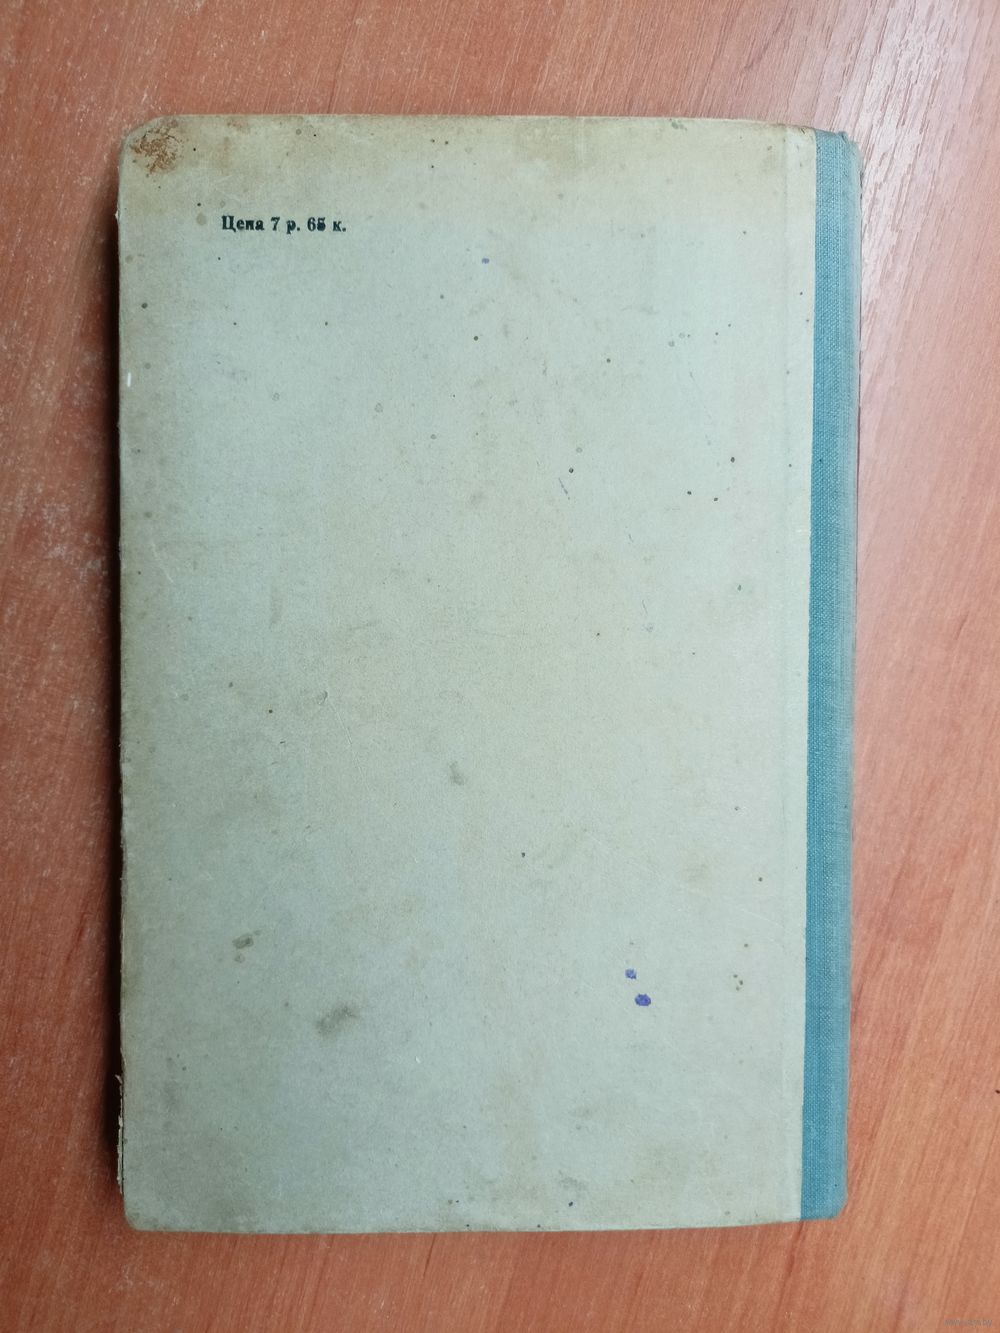 Цена 7 р. 65 к.